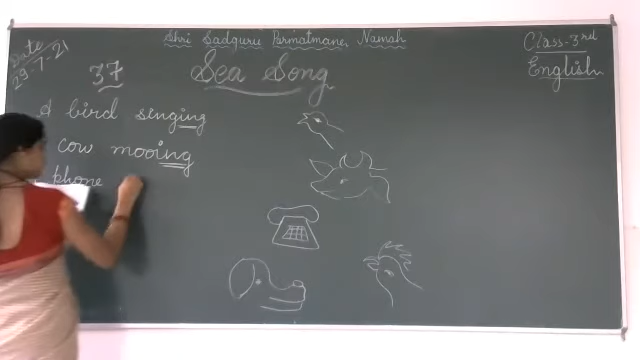 Shri Sadguru Parmatmane Namah
Date
29-7-21
Class-3rd
English
37
Sea Song
A bird singing
cow mooing
phone